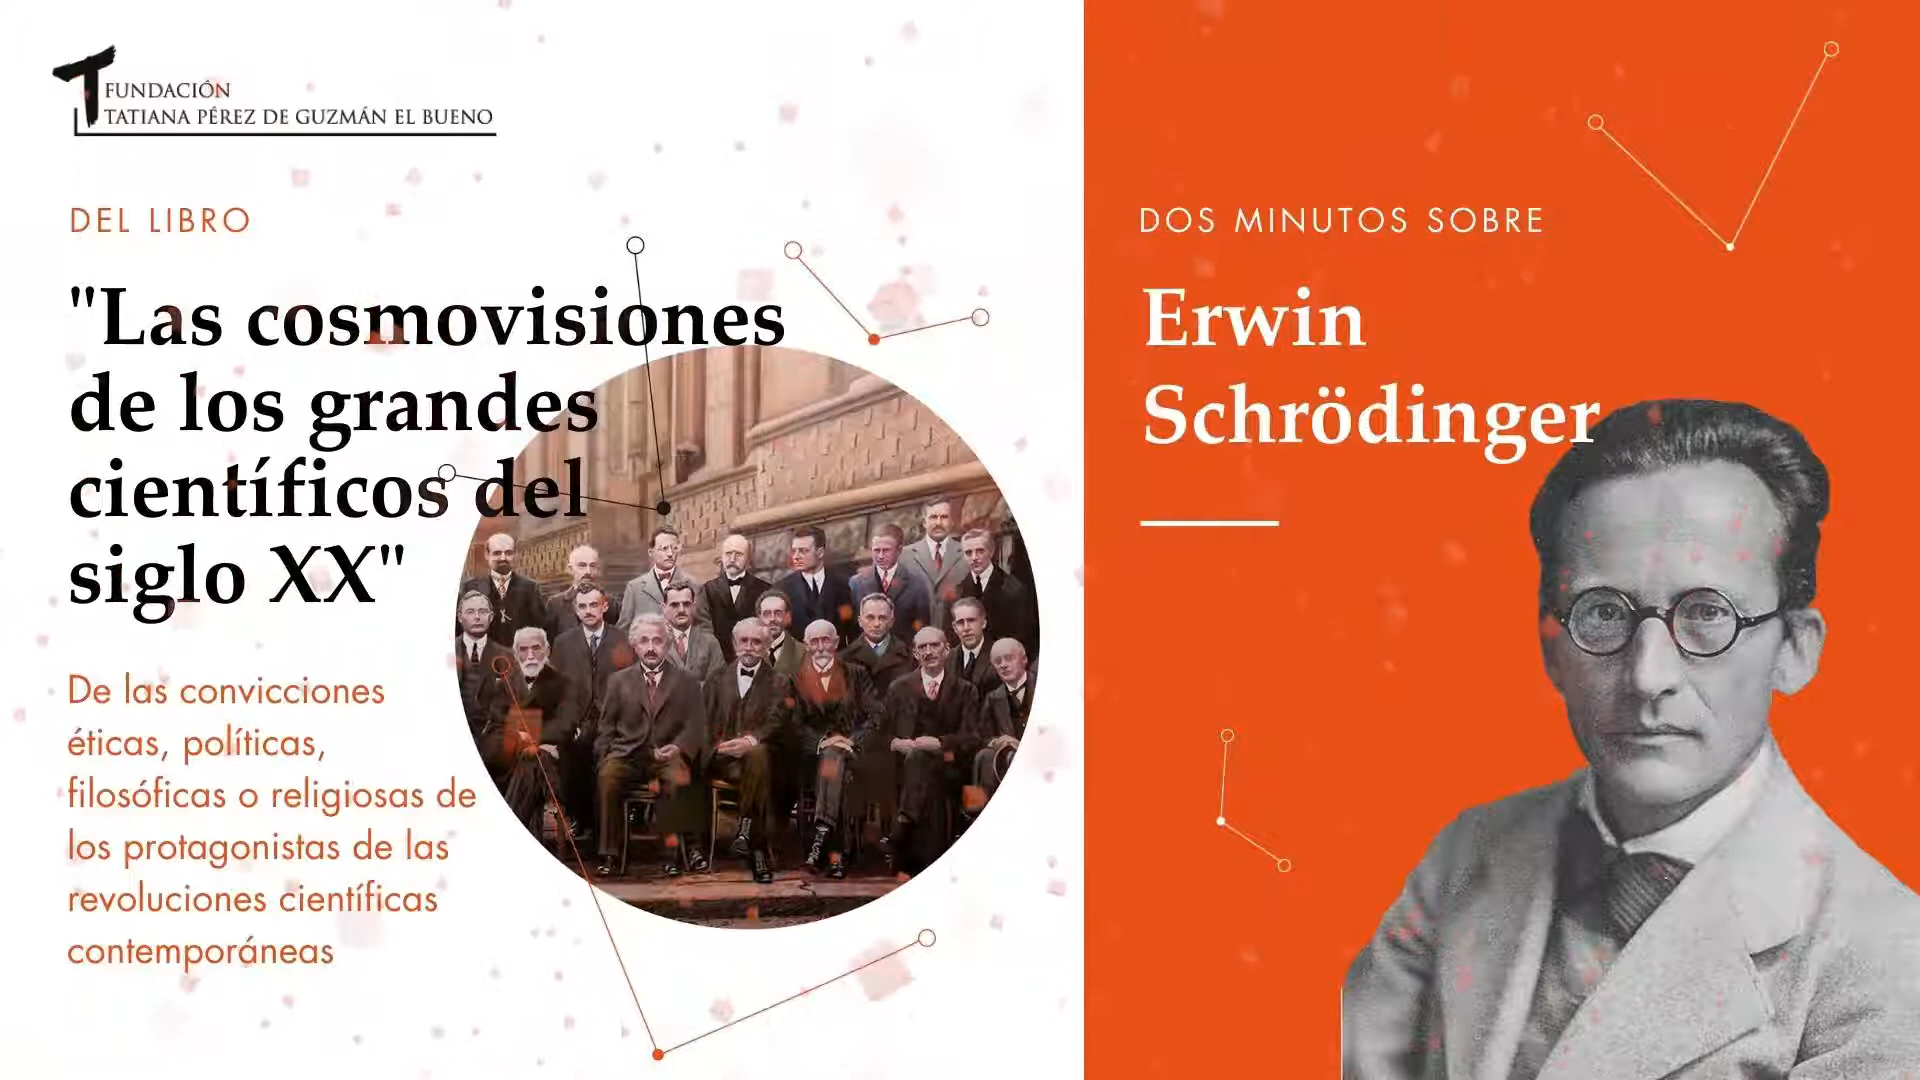 FUNDACIÓN
TATIANA PÉREZ DE GUZMÁN EL BUENO
DEL LIBRO
"Las cosmovisiones
de los grandes
científicos del
siglo XX"
De las convicciones
éticas, políticas,
filosóficas o religiosas de
los protagonistas de las
revoluciones científicas
contemporáneas
DOS MINUTOS SOBRE
Erwin
Schrödinger